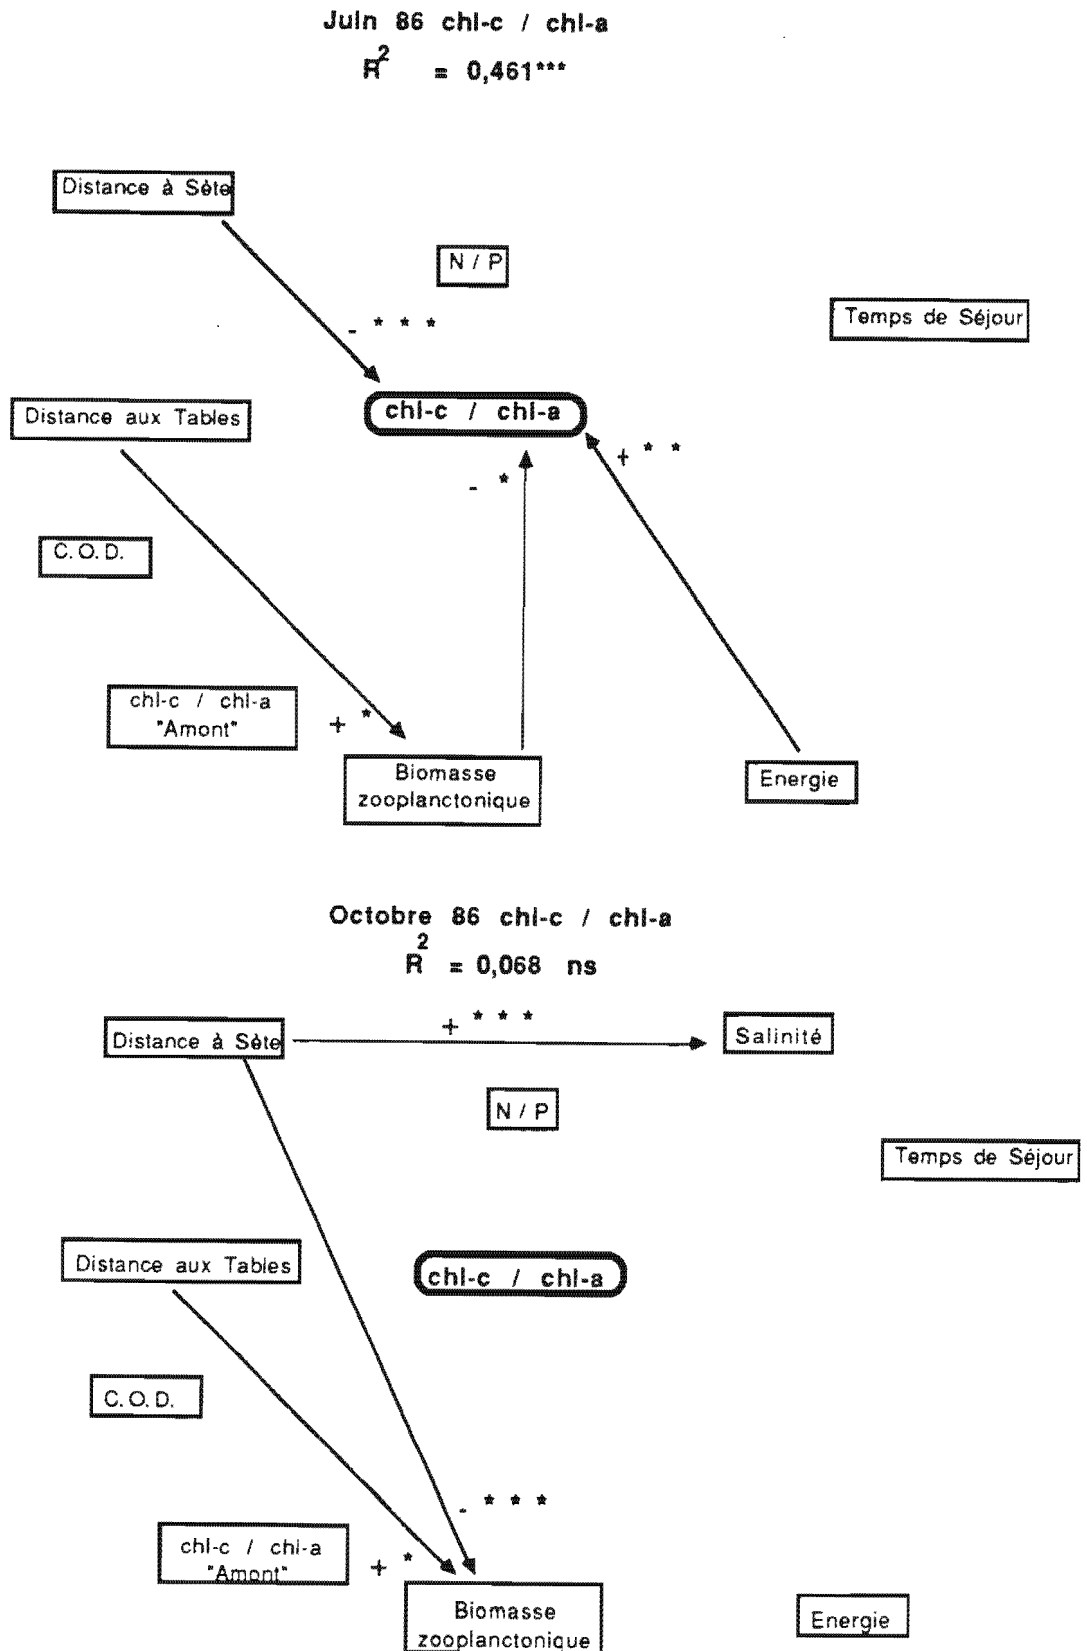 Juin 86 chl-c / chl-a
R² = 0,461***
Distance à Sète
N / P
- * * *
Temps de Séjour
Distance aux Tables
chl-c / chl-a
+ * *
- *
C.O.D.
chl-c / chl-a
"Amont"
+ *
Biomasse
zooplanctonique
Energie
Octobre 86 chl-c / chl-a
R² = 0,068 ns
Distance à Sète
+ * * *
Salinité
N / P
Temps de Séjour
Distance aux Tables
chl-c / chl-a
C.O.D.
- * * *
chl-c / chl-a
"Amont"
+ *
Biomasse
zooplanctonique
Energie